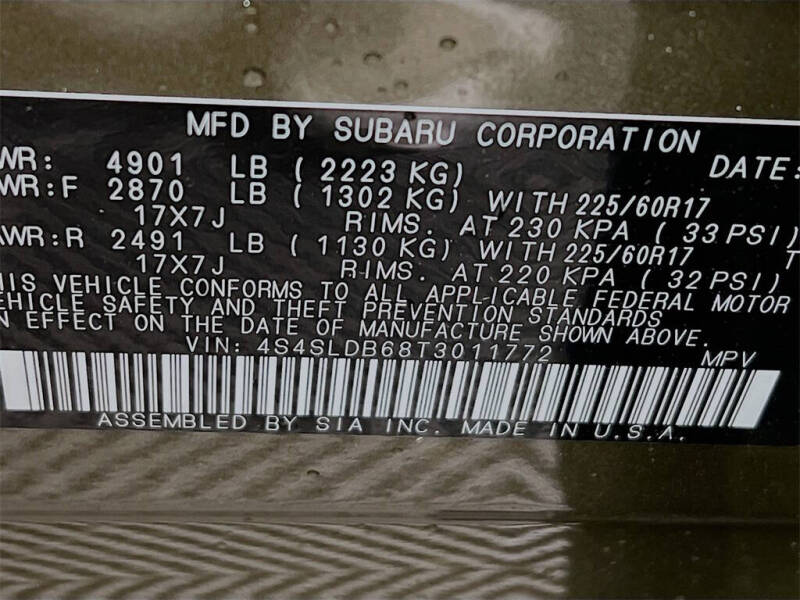 MFD BY SUBARU CORPORATION
WR: 4901 LB ( 2223 KG) DATE:
WR:F 2870 LB ( 1302 KG) WITH 225/60R17
17X7J RIMS. AT 230 KPA ( 33 PSI)
AWR:R 2491 LB ( 1130 KG) WITH 225/60R17 T
17X7J RIMS. AT 220 KPA ( 32 PSI)
HIS VEHICLE CONFORMS TO ALL APPLICABLE FEDERAL MOTOR
EHICLE SAFETY AND THEFT PREVENTION STANDARDS
N EFFECT ON THE DATE OF MANUFACTURE SHOWN ABOVE.
VIN: 4S4SLDB68T3011772 MPV
ASSEMBLED BY SIA INC. MADE IN U.S.A.